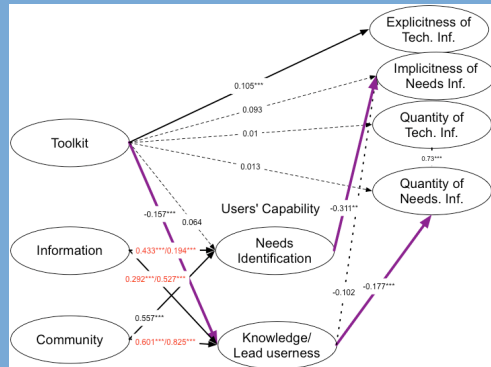 Explicitness of
Tech. Inf.
Implicitness of
Needs Inf.
0.105***
0.093
Quantity of
Tech. Inf.
0.01
Toolkit
0.73***
0.013
Quantity of
Needs. Inf.
-0.157***
0.064
Users' Capability
-0.311**
Information
0.433***/0.194***
Needs
Identification
0.292***/0.527***
-0.102
-0.177***
0.557***
Community
0.601***/0.825***
Knowledge/
Lead userness